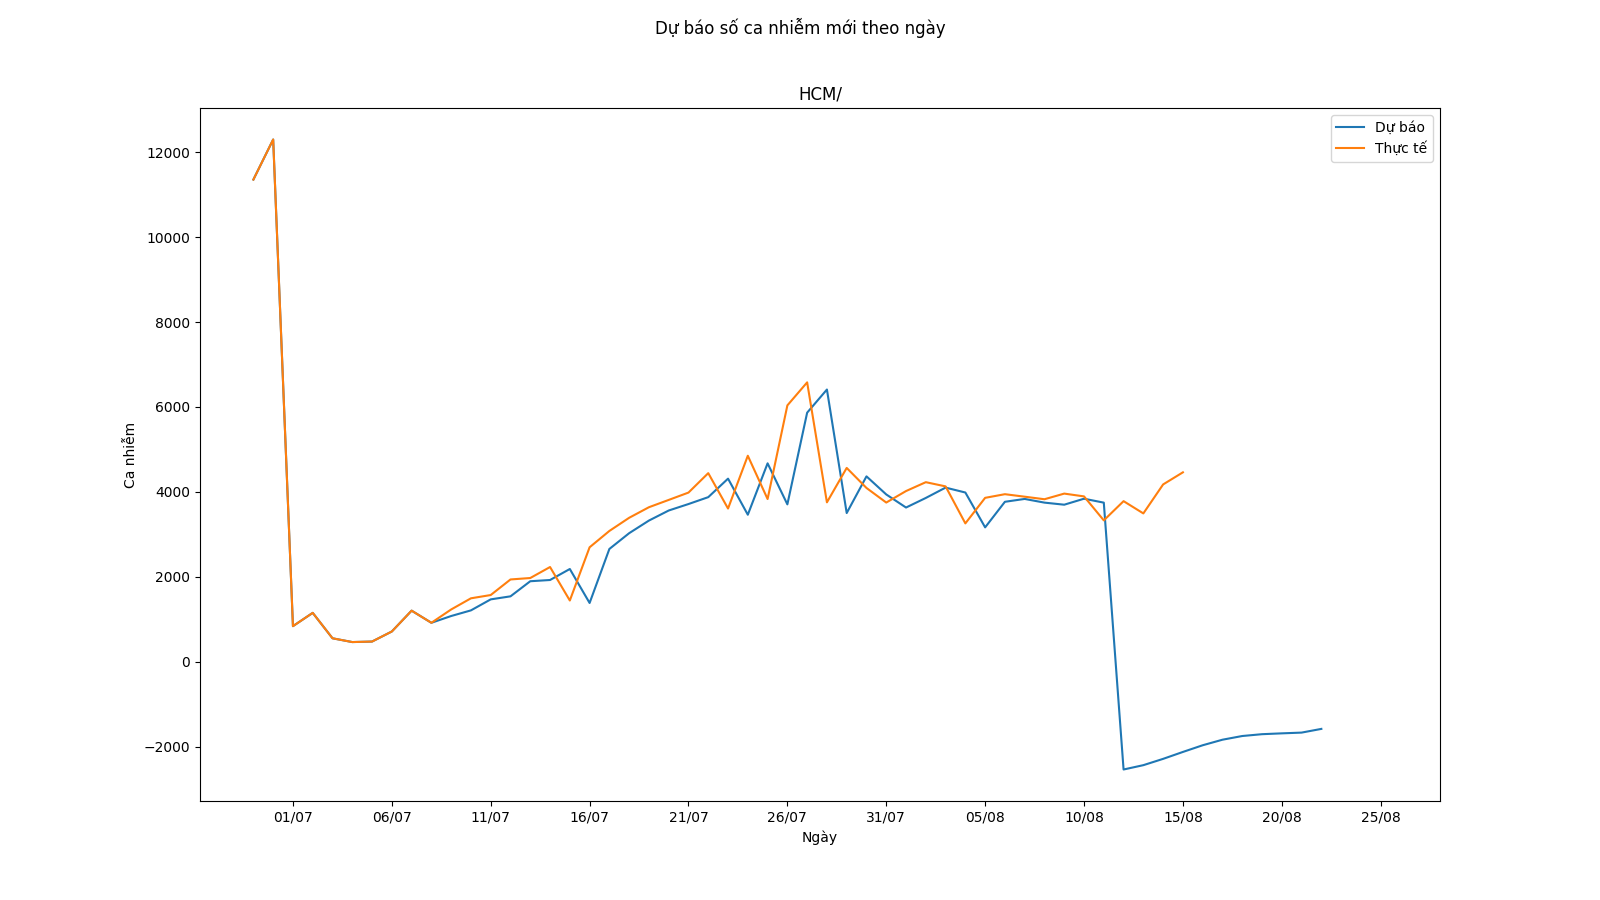 Dự báo số ca nhiễm mới theo ngày
HCM/
Dự báo
Thực tế
12000
10000
8000
6000
4000
2000
0
−2000
Ca nhiễm
01/07 06/07 11/07 16/07 21/07 26/07 31/07 05/08 10/08 15/08 20/08 25/08
Ngày